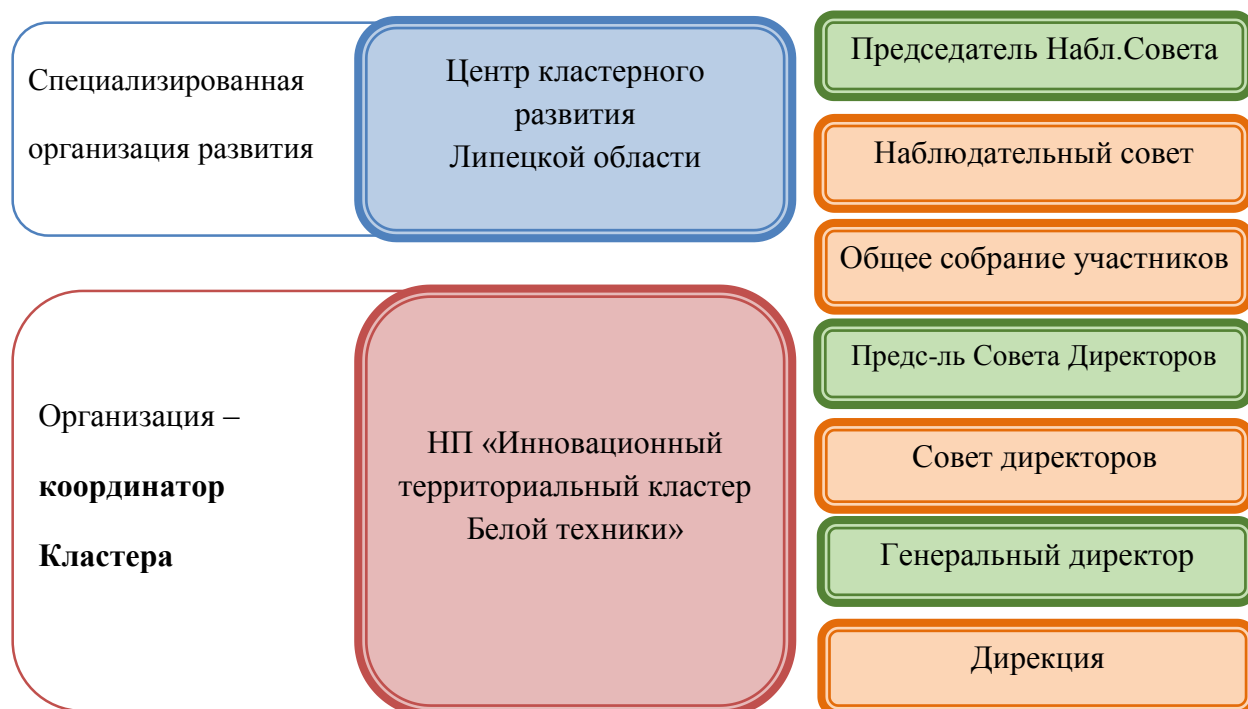 Специализированная
организация развития
Центр кластерного
развития
Липецкой области
Организация –
координатор
Кластера
НП «Инновационный
территориальный кластер
Белой техники»
Председатель Набл.Совета
Наблюдательный совет
Общее собрание участников
Предс-ль Совета Директоров
Совет директоров
Генеральный директор
Дирекция